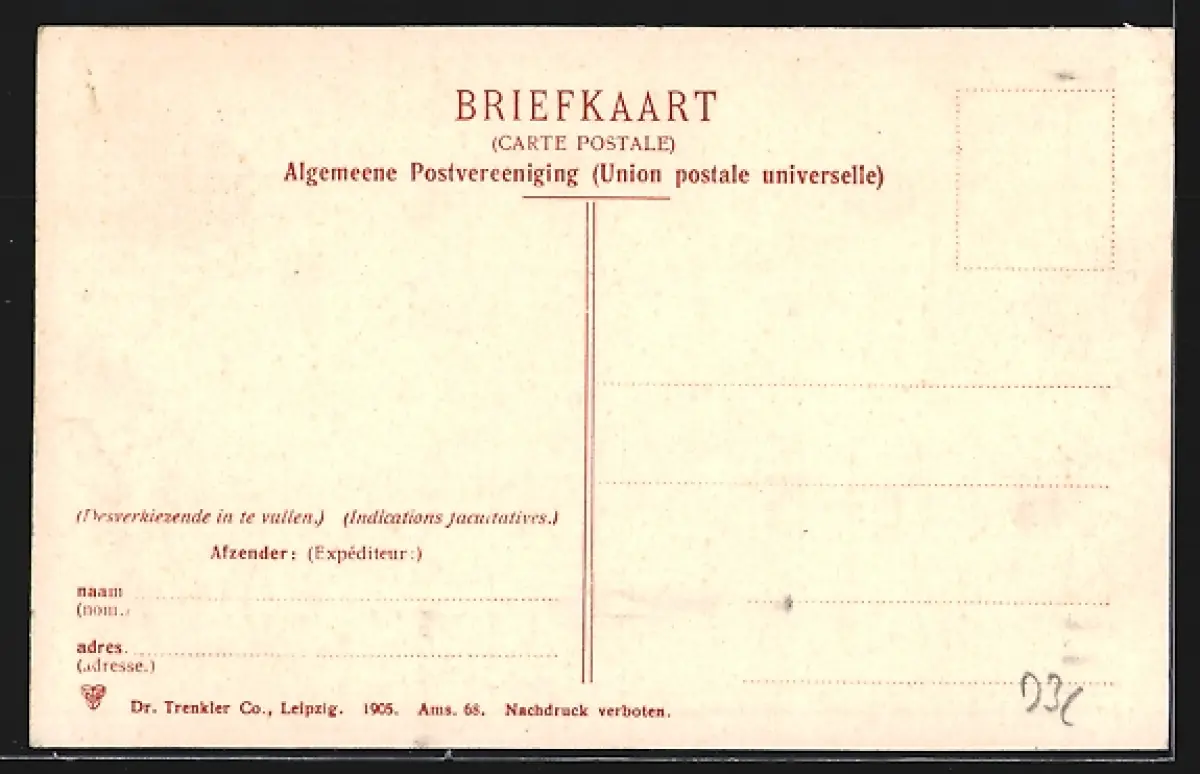 BRIEFKAART
(CARTE POSTALE)
Algemeene Postvereeniging (Union postale universelle)
(Desverkiezende in te vullen.) (Indications facultatives.)
Afzender: (Expéditeur:)
naam
(nom.)
adres.
(adresse.)
Dr. Trenkler Co., Leipzig. 1905. Ams. 68. Nachdruck verboten.